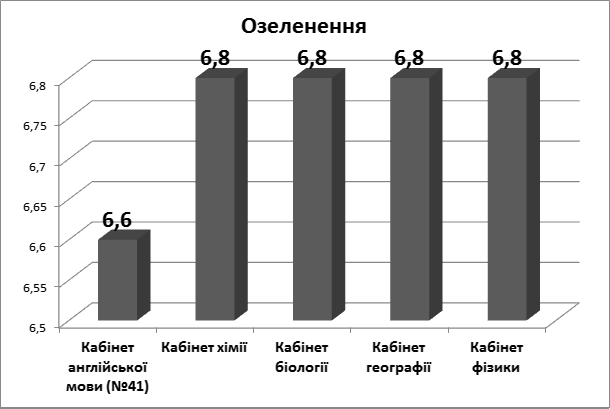 Озеленення
6,8 6,8 6,8 6,8
6,6
6,8
6,75
6,7
6,65
6,6
6,55
6,5
Кабінет
англійської
мови (№41)
Кабінет хімії
Кабінет
біології
Кабінет
географії
Кабінет
фізики